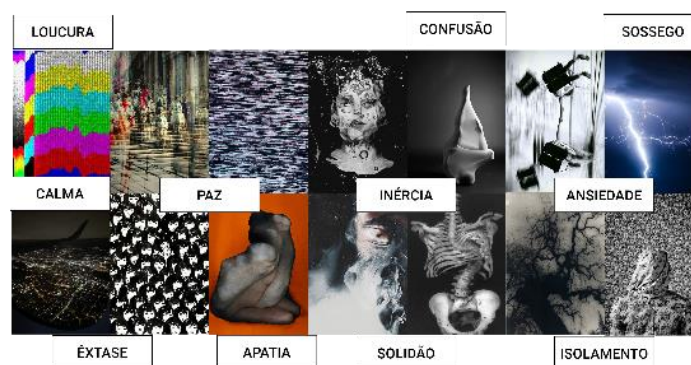 LOUCURA
CONFUSÃO
SOSSEGO
CALMA
PAZ
INÉRCIA
ANSIEDADE
ÊXTASE
APATIA
SOLIDÃO
ISOLAMENTO